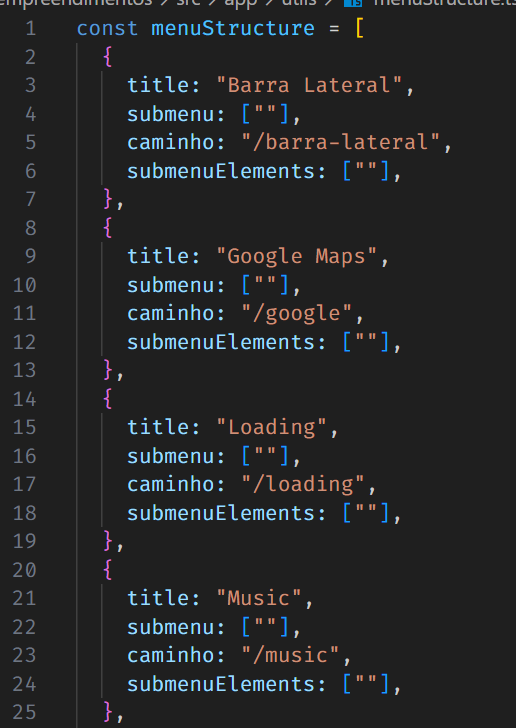 empreendimentos > src > app > utils > TS menuStructure.ts
1 const menuStructure = [
2 {
3 title: "Barra Lateral",
4 submenu: [""],
5 caminho: "/barra-lateral",
6 submenuElements: [""],
7 },
8 {
9 title: "Google Maps",
10 submenu: [""],
11 caminho: "/google",
12 submenuElements: [""],
13 },
14 {
15 title: "Loading",
16 submenu: [""],
17 caminho: "/loading",
18 submenuElements: [""],
19 },
20 {
21 title: "Music",
22 submenu: [""],
23 caminho: "/music",
24 submenuElements: [""],
25 },